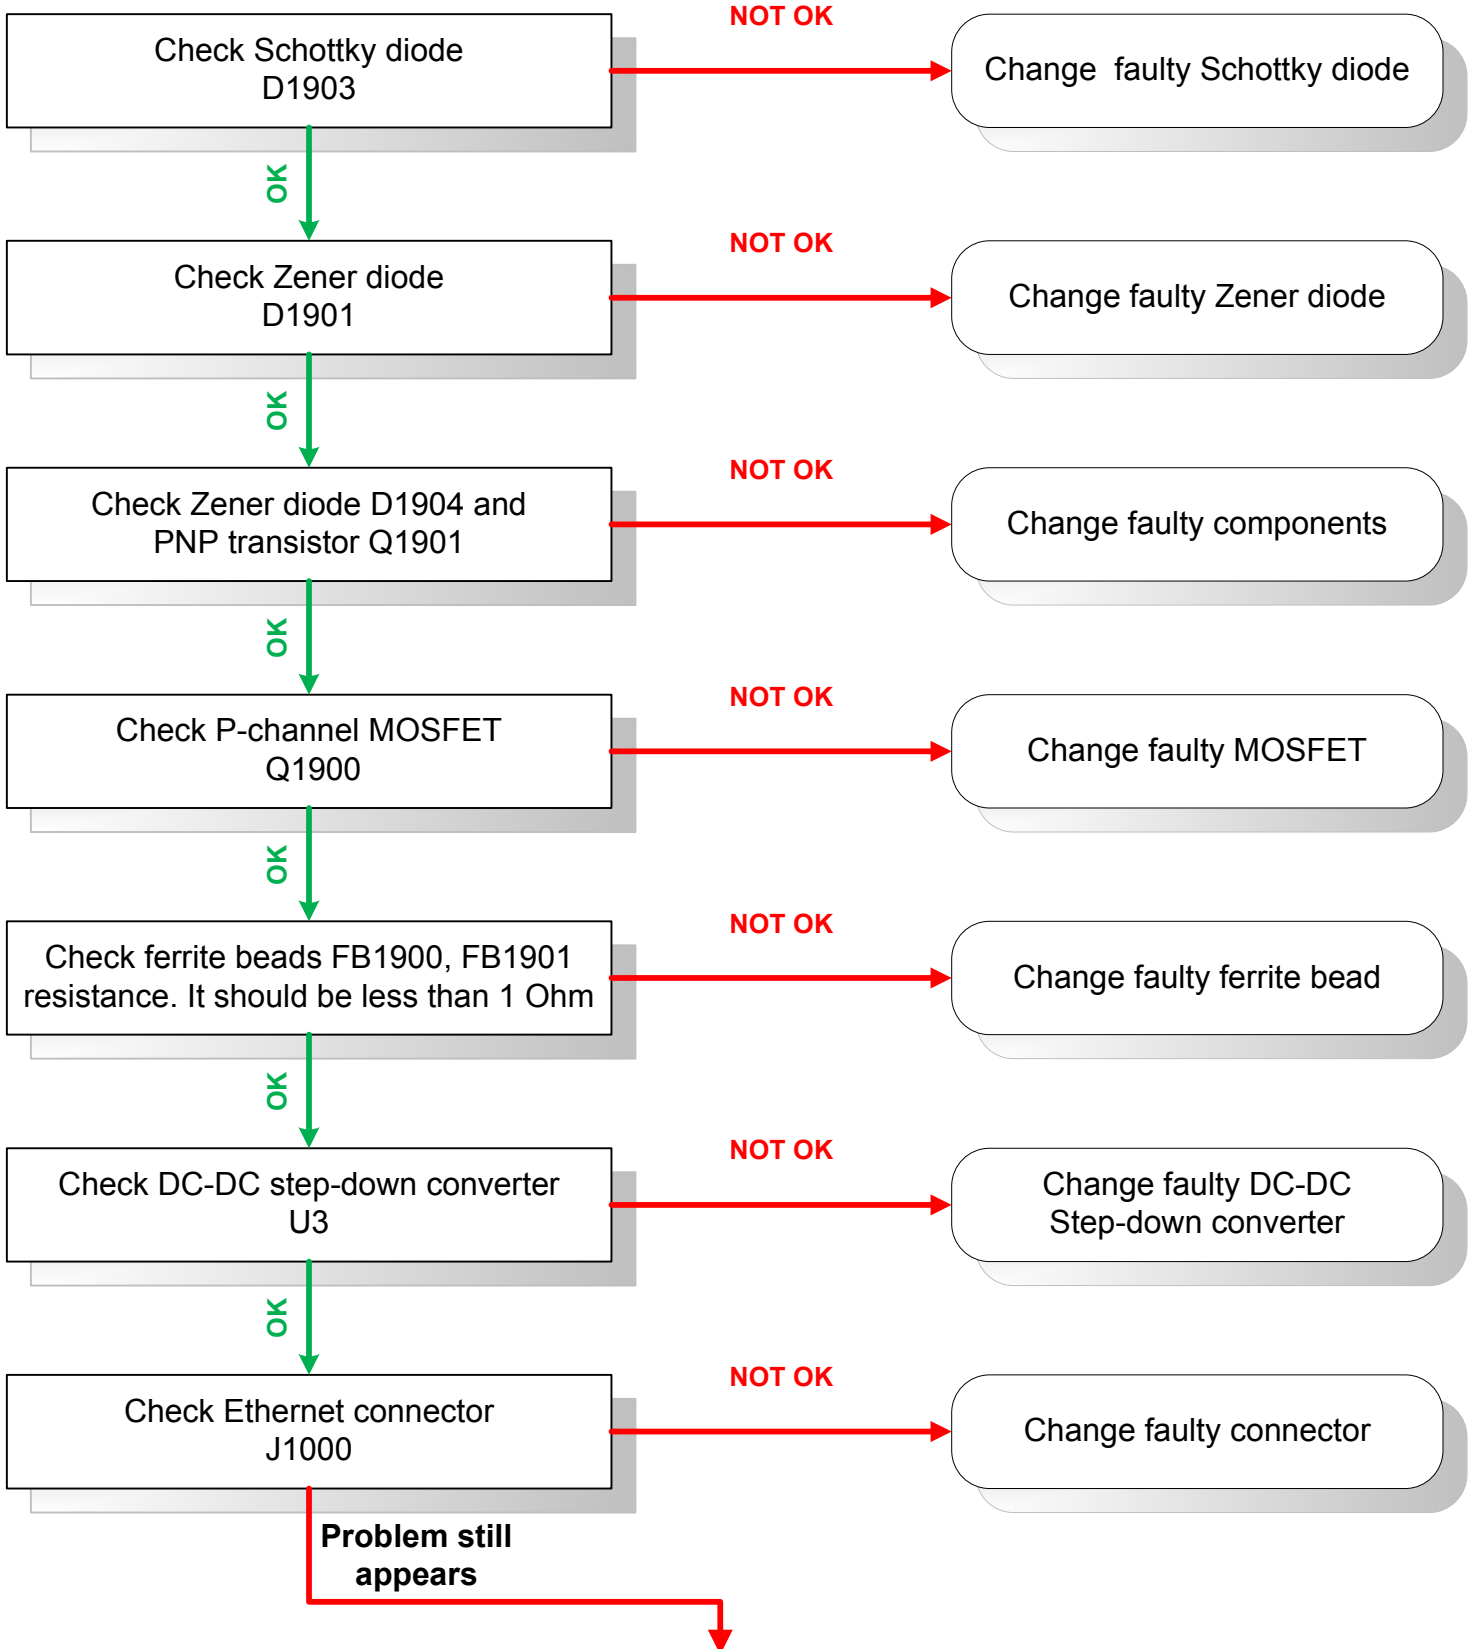 NOT OK
Check Schottky diode
D1903
Change faulty Schottky diode
OK
NOT OK
Check Zener diode
D1901
Change faulty Zener diode
OK
NOT OK
Check Zener diode D1904 and
PNP transistor Q1901
Change faulty components
OK
NOT OK
Check P-channel MOSFET
Q1900
Change faulty MOSFET
OK
NOT OK
Check ferrite beads FB1900, FB1901
resistance. It should be less than 1 Ohm
Change faulty ferrite bead
OK
NOT OK
Check DC-DC step-down converter
U3
Change faulty DC-DC
Step-down converter
OK
NOT OK
Check Ethernet connector
J1000
Change faulty connector
Problem still
appears